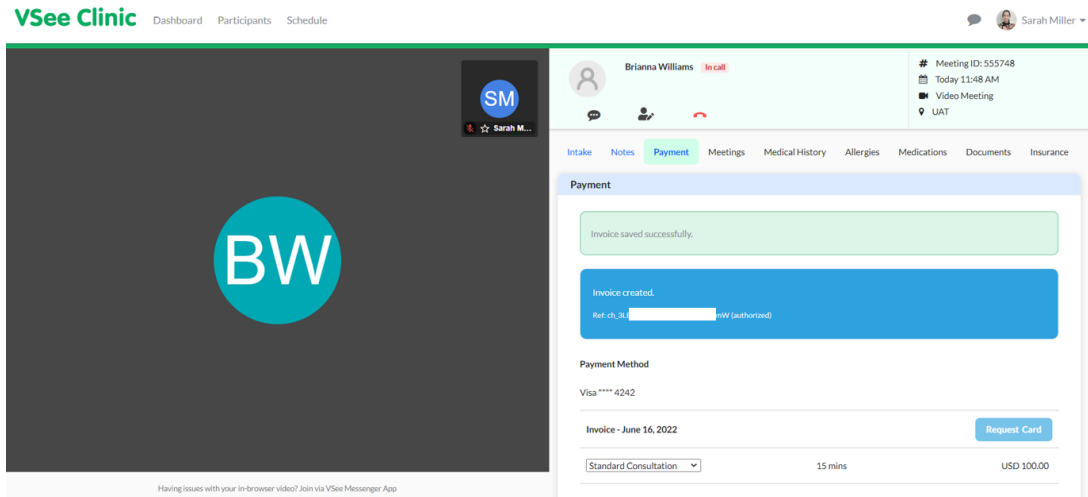 VSee Clinic Dashboard Participants Schedule Sarah Miller
SM
Sarah M...
BW
Having issues with your in-browser video? Join via VSee Messenger App
Brianna Williams In call
# Meeting ID: 555748
Today 11:48 AM
Video Meeting
UAT
Intake Notes Payment Meetings Medical History Allergies Medications Documents Insurance
Payment
Invoice saved successfully.
Invoice created.
Ref: ch_3L mW (authorized)
Payment Method
Visa **** 4242
Invoice - June 16, 2022 Request Card
Standard Consultation 15 mins USD 100.00